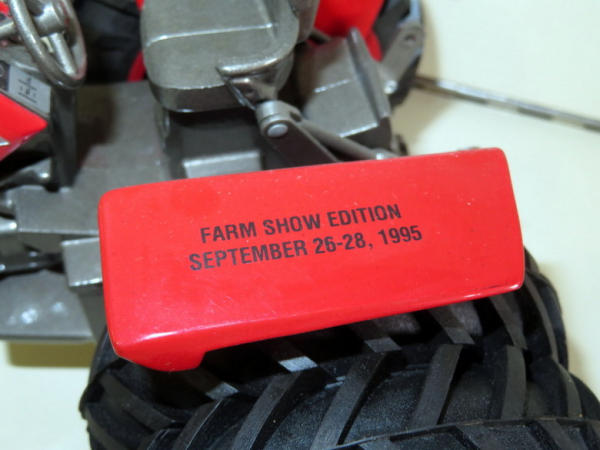 FARM SHOW EDITION
SEPTEMBER 26-28, 1995